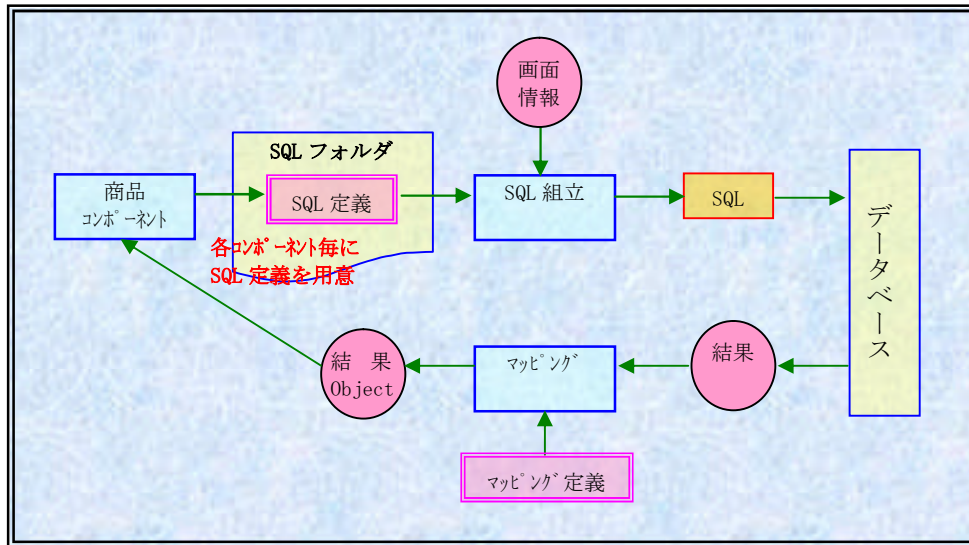 画面
情報
SQL フォルダ
商品
コンポーネント
SQL 定義
SQL 組立
SQL
データベース
各コンポーネント毎に
SQL 定義を用意
結 果
Object
マッピング
結果
マッピング定義